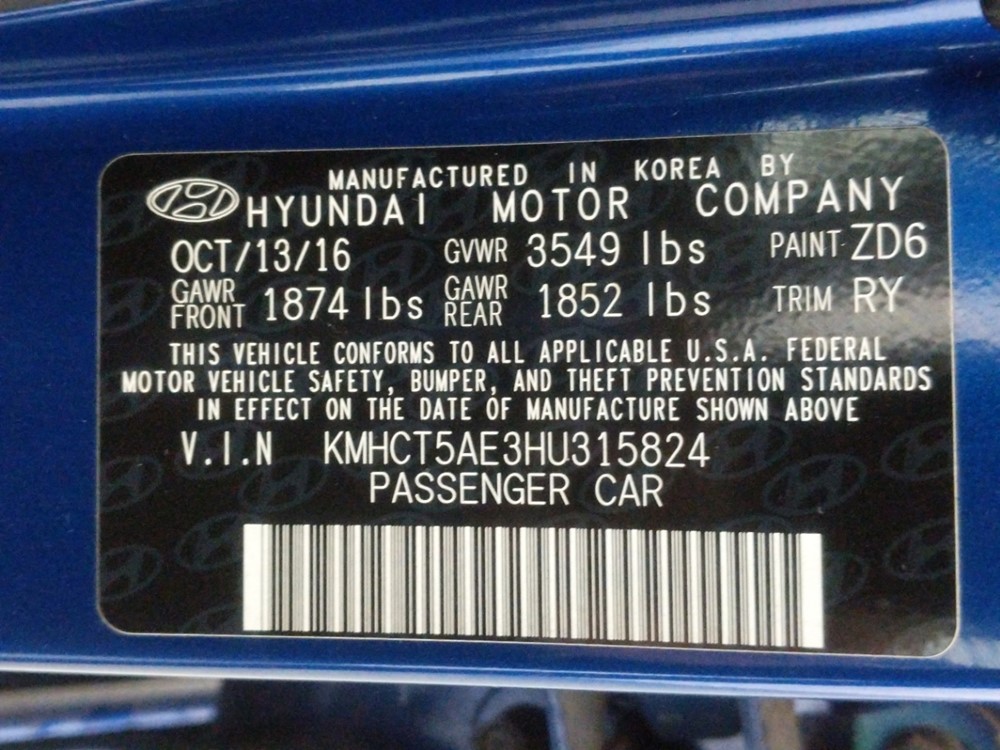 MANUFACTURED IN KOREA BY
HYUNDAI MOTOR COMPANY
OCT/13/16 GVWR 3549 lbs PAINT ZD6
GAWR FRONT 1874 lbs GAWR REAR 1852 lbs TRIM RY
THIS VEHICLE CONFORMS TO ALL APPLICABLE U.S.A. FEDERAL
MOTOR VEHICLE SAFETY, BUMPER, AND THEFT PREVENTION STANDARDS
IN EFFECT ON THE DATE OF MANUFACTURE SHOWN ABOVE
V.I.N KMHCT5AE3HU315824
PASSENGER CAR